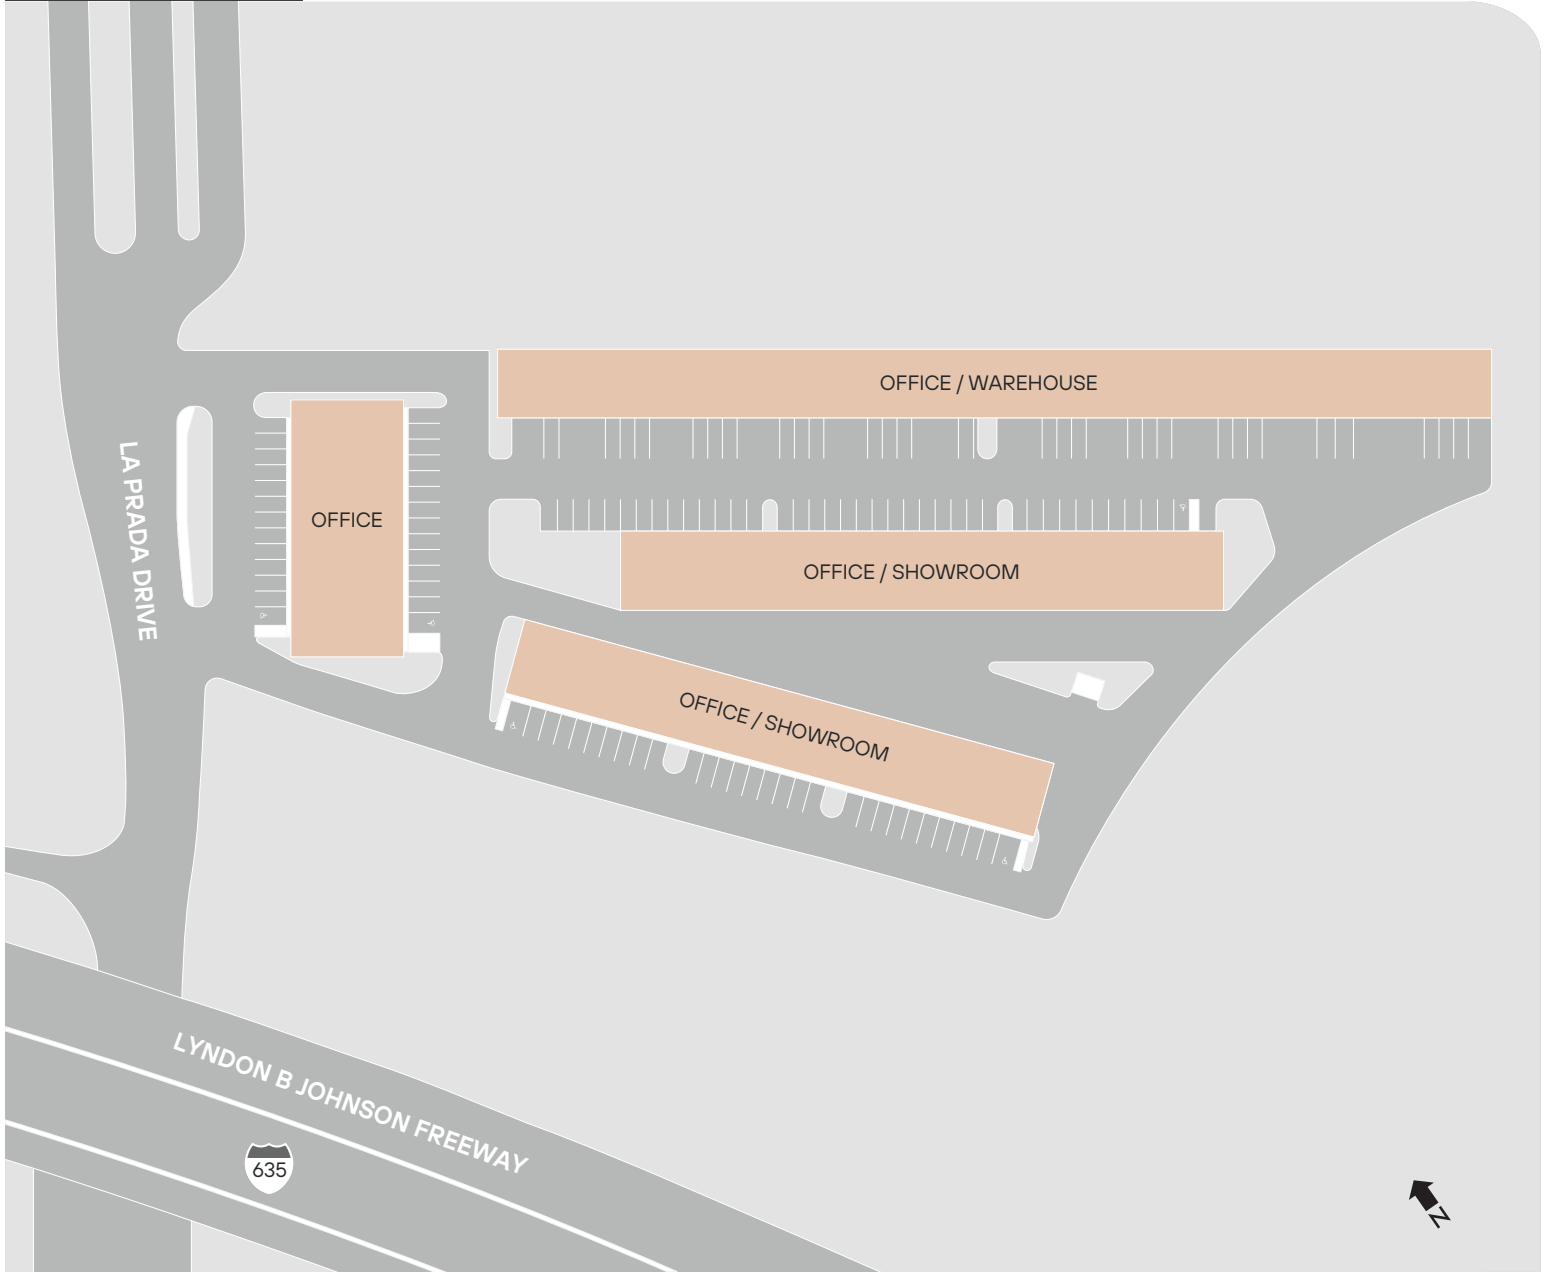 OFFICE / WAREHOUSE
LA PRADA DRIVE
OFFICE
OFFICE / SHOWROOM
OFFICE / SHOWROOM
LYNDON B JOHNSON FREEWAY
635
N